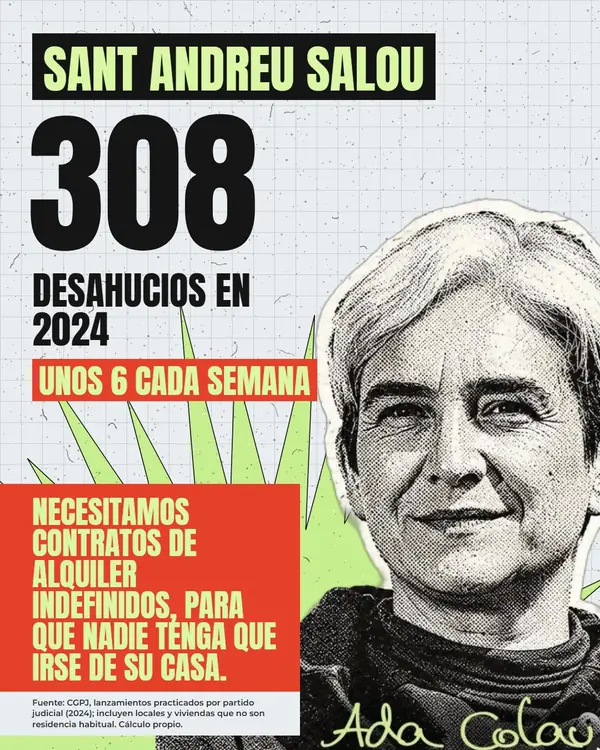 SANT ANDREU SALOU
308
DESAHUCIOS EN
2024
UNOS 6 CADA SEMANA
NECESITAMOS
CONTRATOS DE
ALQUILER
INDEFINIDOS, PARA
QUE NADIE TENGA QUE
IRSE DE SU CASA.
Fuente: CGPJ, lanzamientos practicados por partido
judicial (2024); incluyen locales y viviendas que no son
residencia habitual. Cálculo propio.
Ada Colau